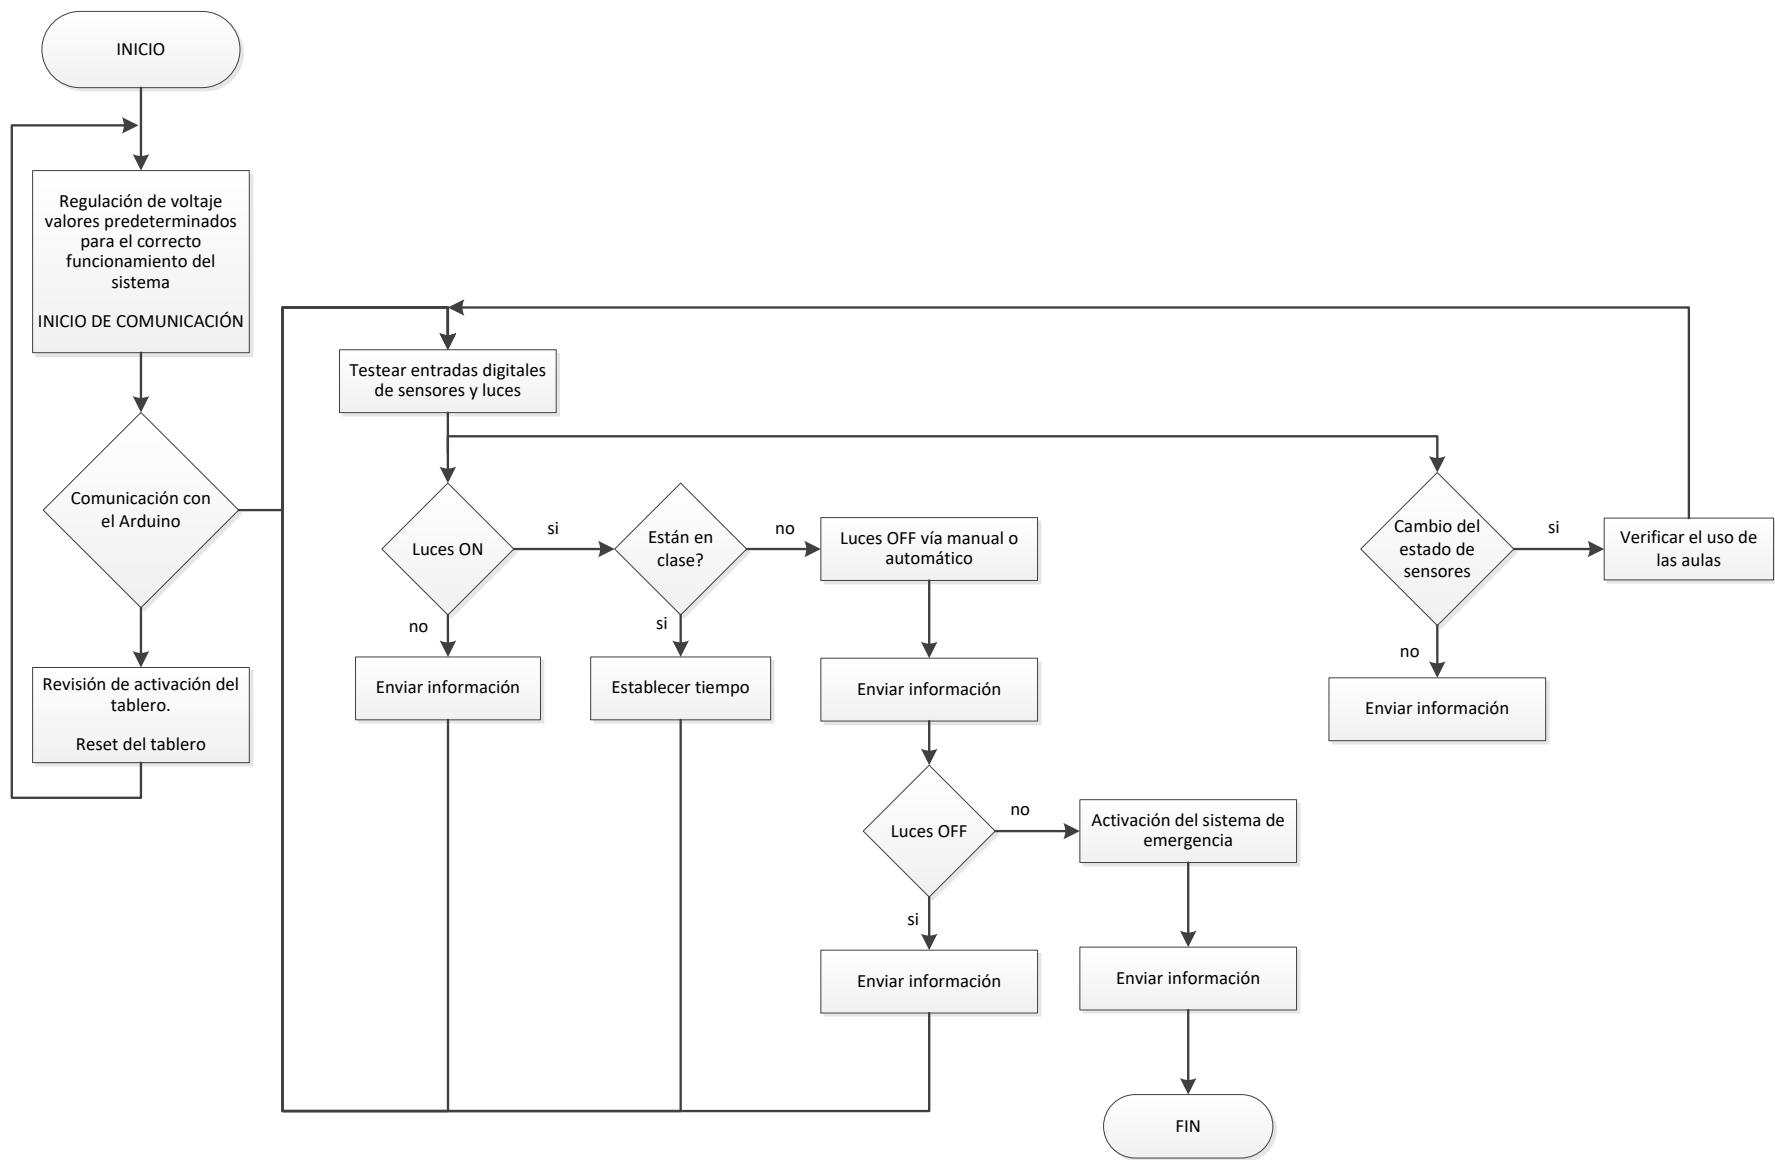 INICIO
Regulación de voltaje
valores predeterminados
para el correcto
funcionamiento del
sistema
INICIO DE COMUNICACIÓN
Comunicación con
el Arduino
Revisión de activación del
tablero.
Reset del tablero
Testear entradas digitales
de sensores y luces
Luces ON
si
no
Enviar información
Están en
clase?
no
si
Establecer tiempo
Luces OFF vía manual o
automático
Enviar información
Luces OFF
no
si
Enviar información
Activación del sistema de
emergencia
Enviar información
FIN
Cambio del
estado de
sensores
si
no
Enviar información
Verificar el uso de
las aulas